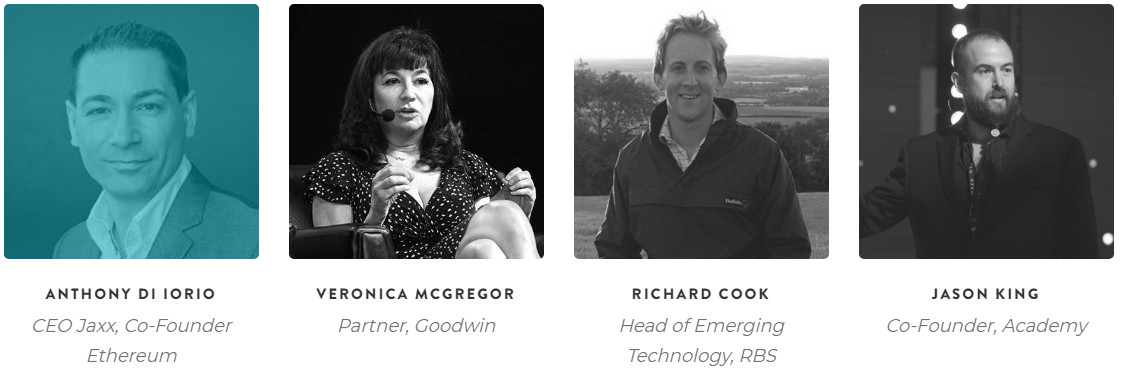 ANTHONY DI IORIO
CEO Jaxx, Co-Founder
Ethereum
VERONICA MCGREGOR
Partner, Goodwin
RICHARD COOK
Head of Emerging
Technology, RBS
JASON KING
Co-Founder, Academy